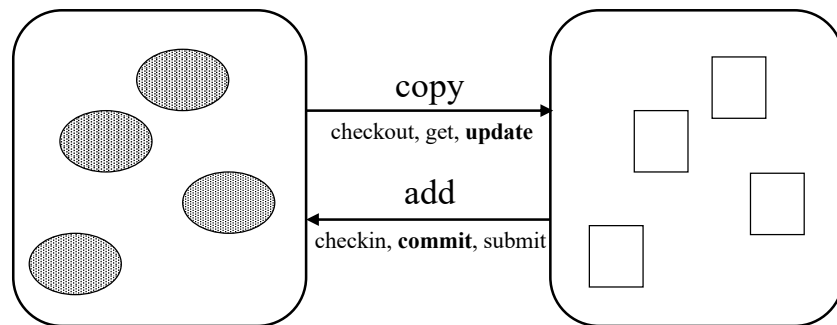 copy
checkout, get, update
add
checkin, commit, submit